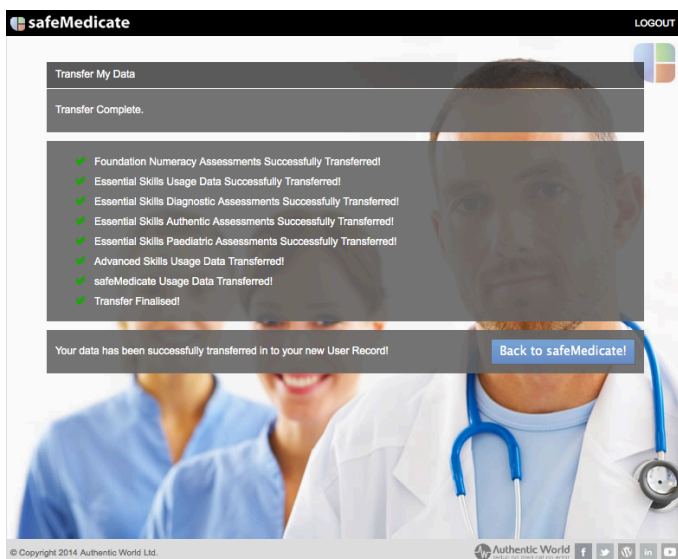 safeMedicate
LOGOUT
Transfer My Data
Transfer Complete.
Foundation Numeracy Assessments Successfully Transferred!
Essential Skills Usage Data Successfully Transferred!
Essential Skills Diagnostic Assessments Successfully Transferred!
Essential Skills Authentic Assessments Successfully Transferred!
Essential Skills Paediatric Assessments Successfully Transferred!
Advanced Skills Usage Data Transferred!
safeMedicate Usage Data Transferred!
Transfer Finalised!
Your data has been successfully transferred in to your new User Record!
Back to safeMedicate!
© Copyright 2014 Authentic World Ltd.
Authentic World